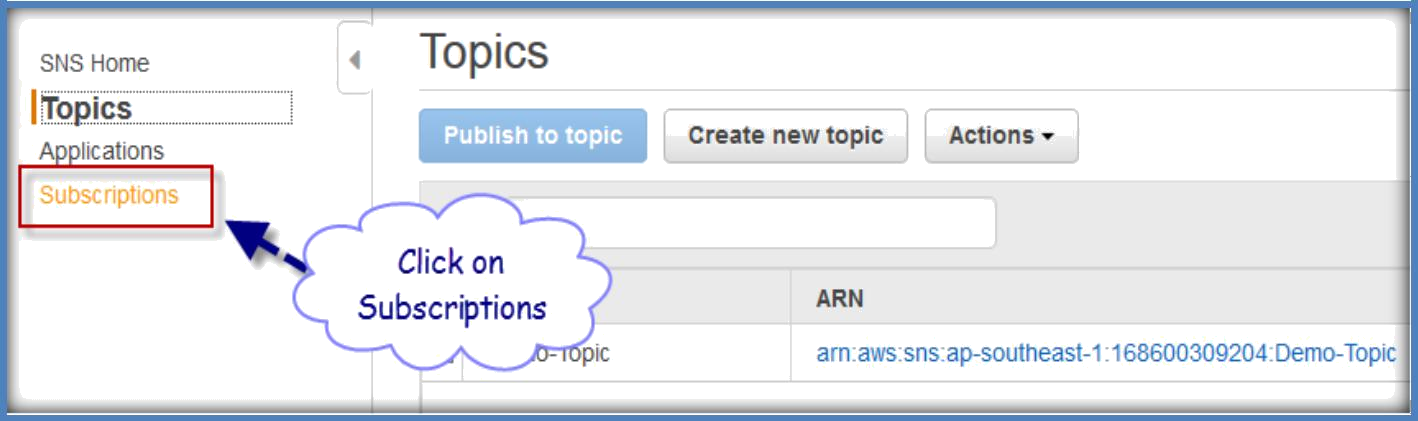 SNS Home
Topics
Applications
Subscriptions
Topics
Publish to topic
Create new topic
Actions
Click on
Subscriptions
ARN
arn:aws:sns:ap-southeast-1:168600309204:Demo-Topic